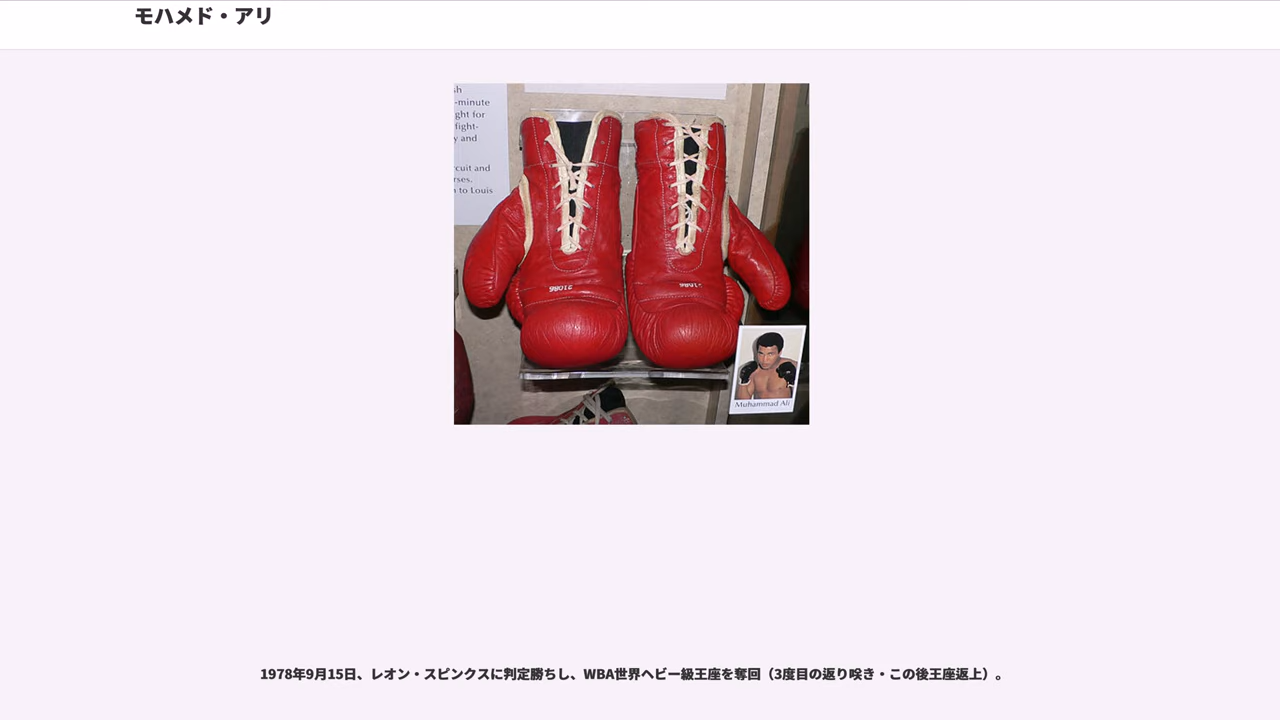 モハメド・アリ
sh
-minute
ght for
fight-
y and
rcuit and
rses.
n to Louis
21086
Muhammad Ali
1978年9月15日、レオン・スピンクスに判定勝ちし、WBA世界ヘビー級王座を奪回（3度目の返り咲き・この後王座返上）。